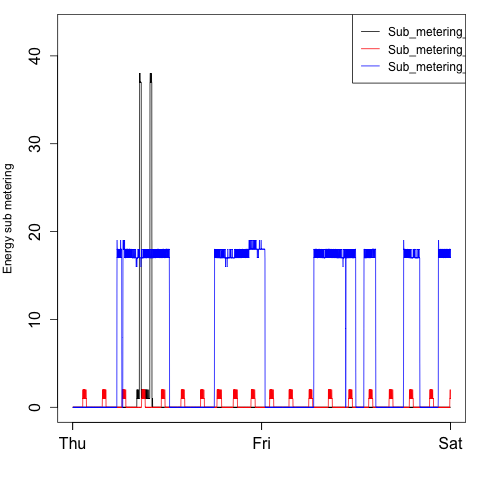 Sub_metering_
Sub_metering_
Sub_metering_
Energy sub metering
40
30
20
10
0
Thu Fri Sat